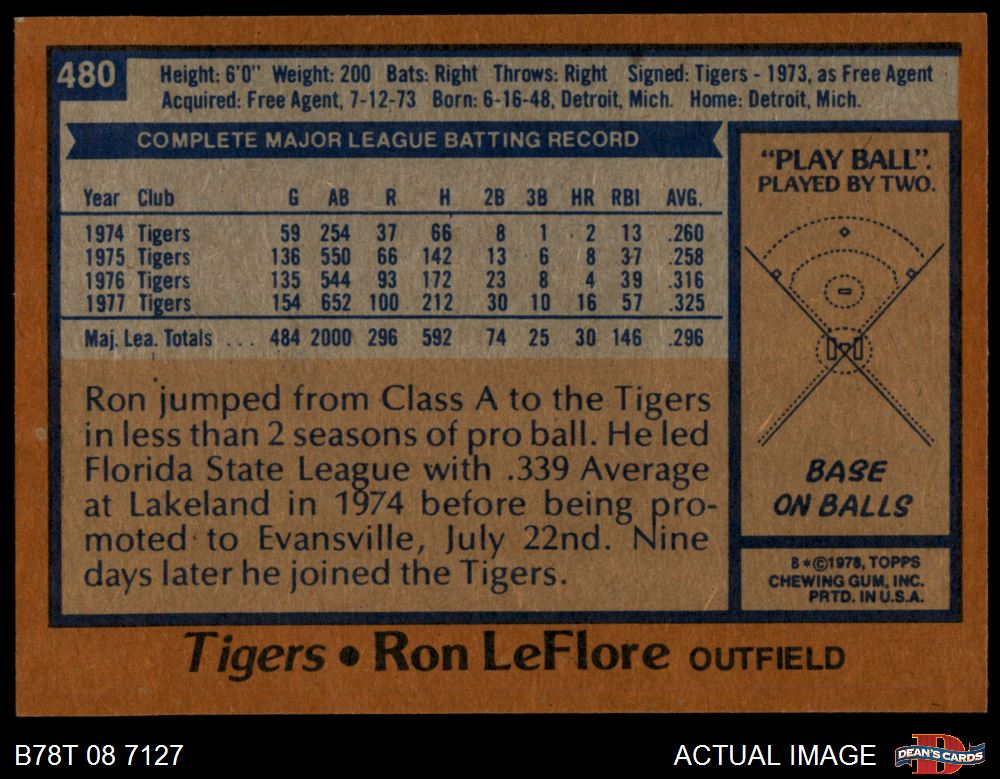 480
Height: 6'0" Weight: 200 Bats: Right Throws: Right Signed: Tigers - 1973, as Free Agent
Acquired: Free Agent, 7-12-73 Born: 6-16-48, Detroit, Mich. Home: Detroit, Mich.
COMPLETE MAJOR LEAGUE BATTING RECORD
Year Club G AB R H 2B 3B HR RBI AVG.
1974 Tigers 59 254 37 66 8 1 2 13 .260
1975 Tigers 136 550 66 142 13 6 8 37 .258
1976 Tigers 135 544 93 172 23 8 4 39 .316
1977 Tigers 154 652 100 212 30 10 16 57 .325
Maj. Lea. Totals ... 484 2000 296 592 74 25 30 146 .296
Ron jumped from Class A to the Tigers
in less than 2 seasons of pro ball. He led
Florida State League with .339 Average
at Lakeland in 1974 before being pro-
moted to Evansville, July 22nd. Nine
days later he joined the Tigers.
"PLAY BALL".
PLAYED BY TWO.
BASE
ON BALLS
B*©1978, TOPPS
CHEWING GUM, INC.
PRTD. IN U.S.A.
Tigers • Ron LeFlore OUTFIELD
B78T 08 7127
ACTUAL IMAGE
D
DEAN'S CARDS